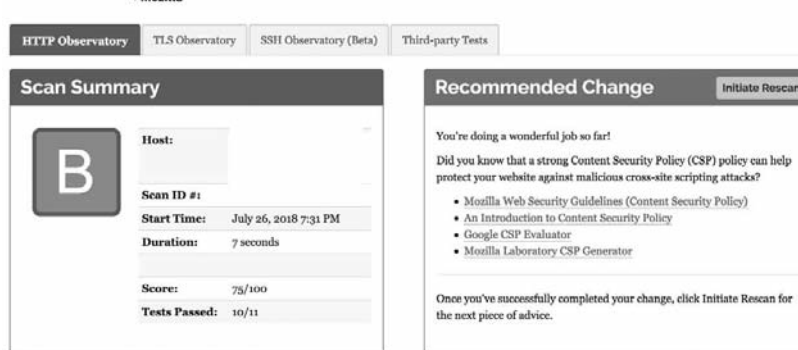 HTTP Observatory
TLS Observatory
SSH Observatory (Beta)
Third-party Tests
Scan Summary
B
Host:
Scan ID #:
Start Time: July 26, 2018 7:31 PM
Duration: 7 seconds
Score: 75/100
Tests Passed: 10/11
Recommended Change
Initiate Rescan
You're doing a wonderful job so far!
Did you know that a strong Content Security Policy (CSP) policy can help
protect your website against malicious cross-site scripting attacks?
• Mozilla Web Security Guidelines (Content Security Policy)
• An Introduction to Content Security Policy
• Google CSP Evaluator
• Mozilla Laboratory CSP Generator
Once you've successfully completed your change, click Initiate Rescan for
the next piece of advice.